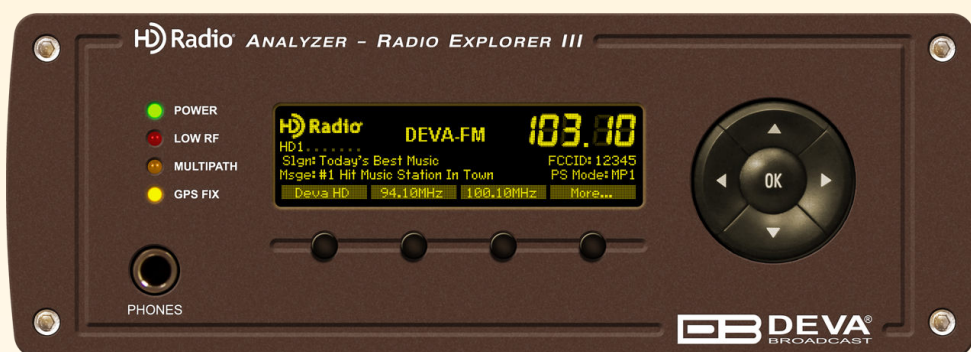 HD Radio® ANALYZER – RADIO EXPLORER III
POWER
LOW RF
MULTIPATH
GPS FIX
PHONES
HD Radio® DEVA-FM 103.10
HD1.......
Slgn: Today's Best Music FCCID: 12345
Msge: #1 Hit Music Station In Town PS Mode: MP1
Deva HD 94.10MHz 100.10MHz More...
OK
DB DEVA®
BROADCAST